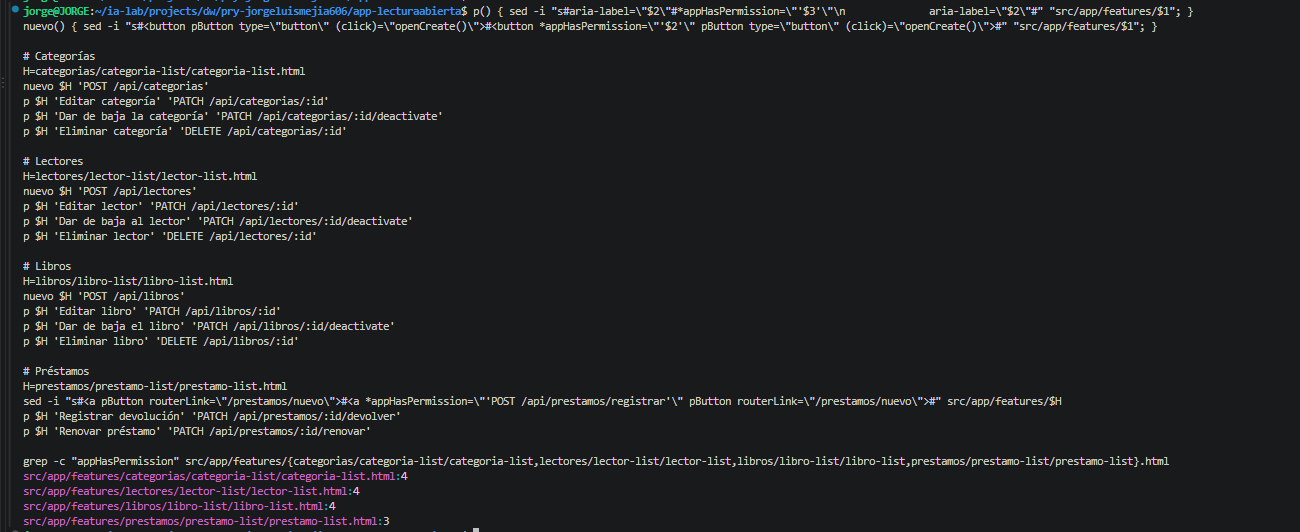 jorge@JORGE:~/ia-lab/projects/dw/pry-jorgeluismejia606/app-lecturaabierta$ p() { sed -i "s#aria-label=\"$2\"#*appHasPermission=\"'$3'\"\n            aria-label=\"$2\"#" "src/app/features/$1"; }
nuevo() { sed -i "s#<button pButton type=\"button\" (click)=\"openCreate()\">#<button *appHasPermission=\"'$2'\" pButton type=\"button\" (click)=\"openCreate()\">#" "src/app/features/$1"; }

# Categorías
H=categorias/categoria-list/categoria-list.html
nuevo $H 'POST /api/categorias'
p $H 'Editar categoría' 'PATCH /api/categorias/:id'
p $H 'Dar de baja la categoría' 'PATCH /api/categorias/:id/deactivate'
p $H 'Eliminar categoría' 'DELETE /api/categorias/:id'

# Lectores
H=lectores/lector-list/lector-list.html
nuevo $H 'POST /api/lectores'
p $H 'Editar lector' 'PATCH /api/lectores/:id'
p $H 'Dar de baja al lector' 'PATCH /api/lectores/:id/deactivate'
p $H 'Eliminar lector' 'DELETE /api/lectores/:id'

# Libros
H=libros/libro-list/libro-list.html
nuevo $H 'POST /api/libros'
p $H 'Editar libro' 'PATCH /api/libros/:id'
p $H 'Dar de baja el libro' 'PATCH /api/libros/:id/deactivate'
p $H 'Eliminar libro' 'DELETE /api/libros/:id'

# Préstamos
H=prestamos/prestamo-list/prestamo-list.html
sed -i "s#<a pButton routerLink=\"/prestamos/nuevo\">#<a *appHasPermission=\"'POST /api/prestamos/registrar'\" pButton routerLink=\"/prestamos/nuevo\">#" src/app/features/$H
p $H 'Registrar devolución' 'PATCH /api/prestamos/:id/devolver'
p $H 'Renovar préstamo' 'PATCH /api/prestamos/:id/renovar'

grep -c "appHasPermission" src/app/features/{categorias/categoria-list/categoria-list,lectores/lector-list/lector-list,libros/libro-list/libro-list,prestamos/prestamo-list/prestamo-list}.html
src/app/features/categorias/categoria-list/categoria-list.html:4
src/app/features/lectores/lector-list/lector-list.html:4
src/app/features/libros/libro-list/libro-list.html:4
src/app/features/prestamos/prestamo-list/prestamo-list.html:3